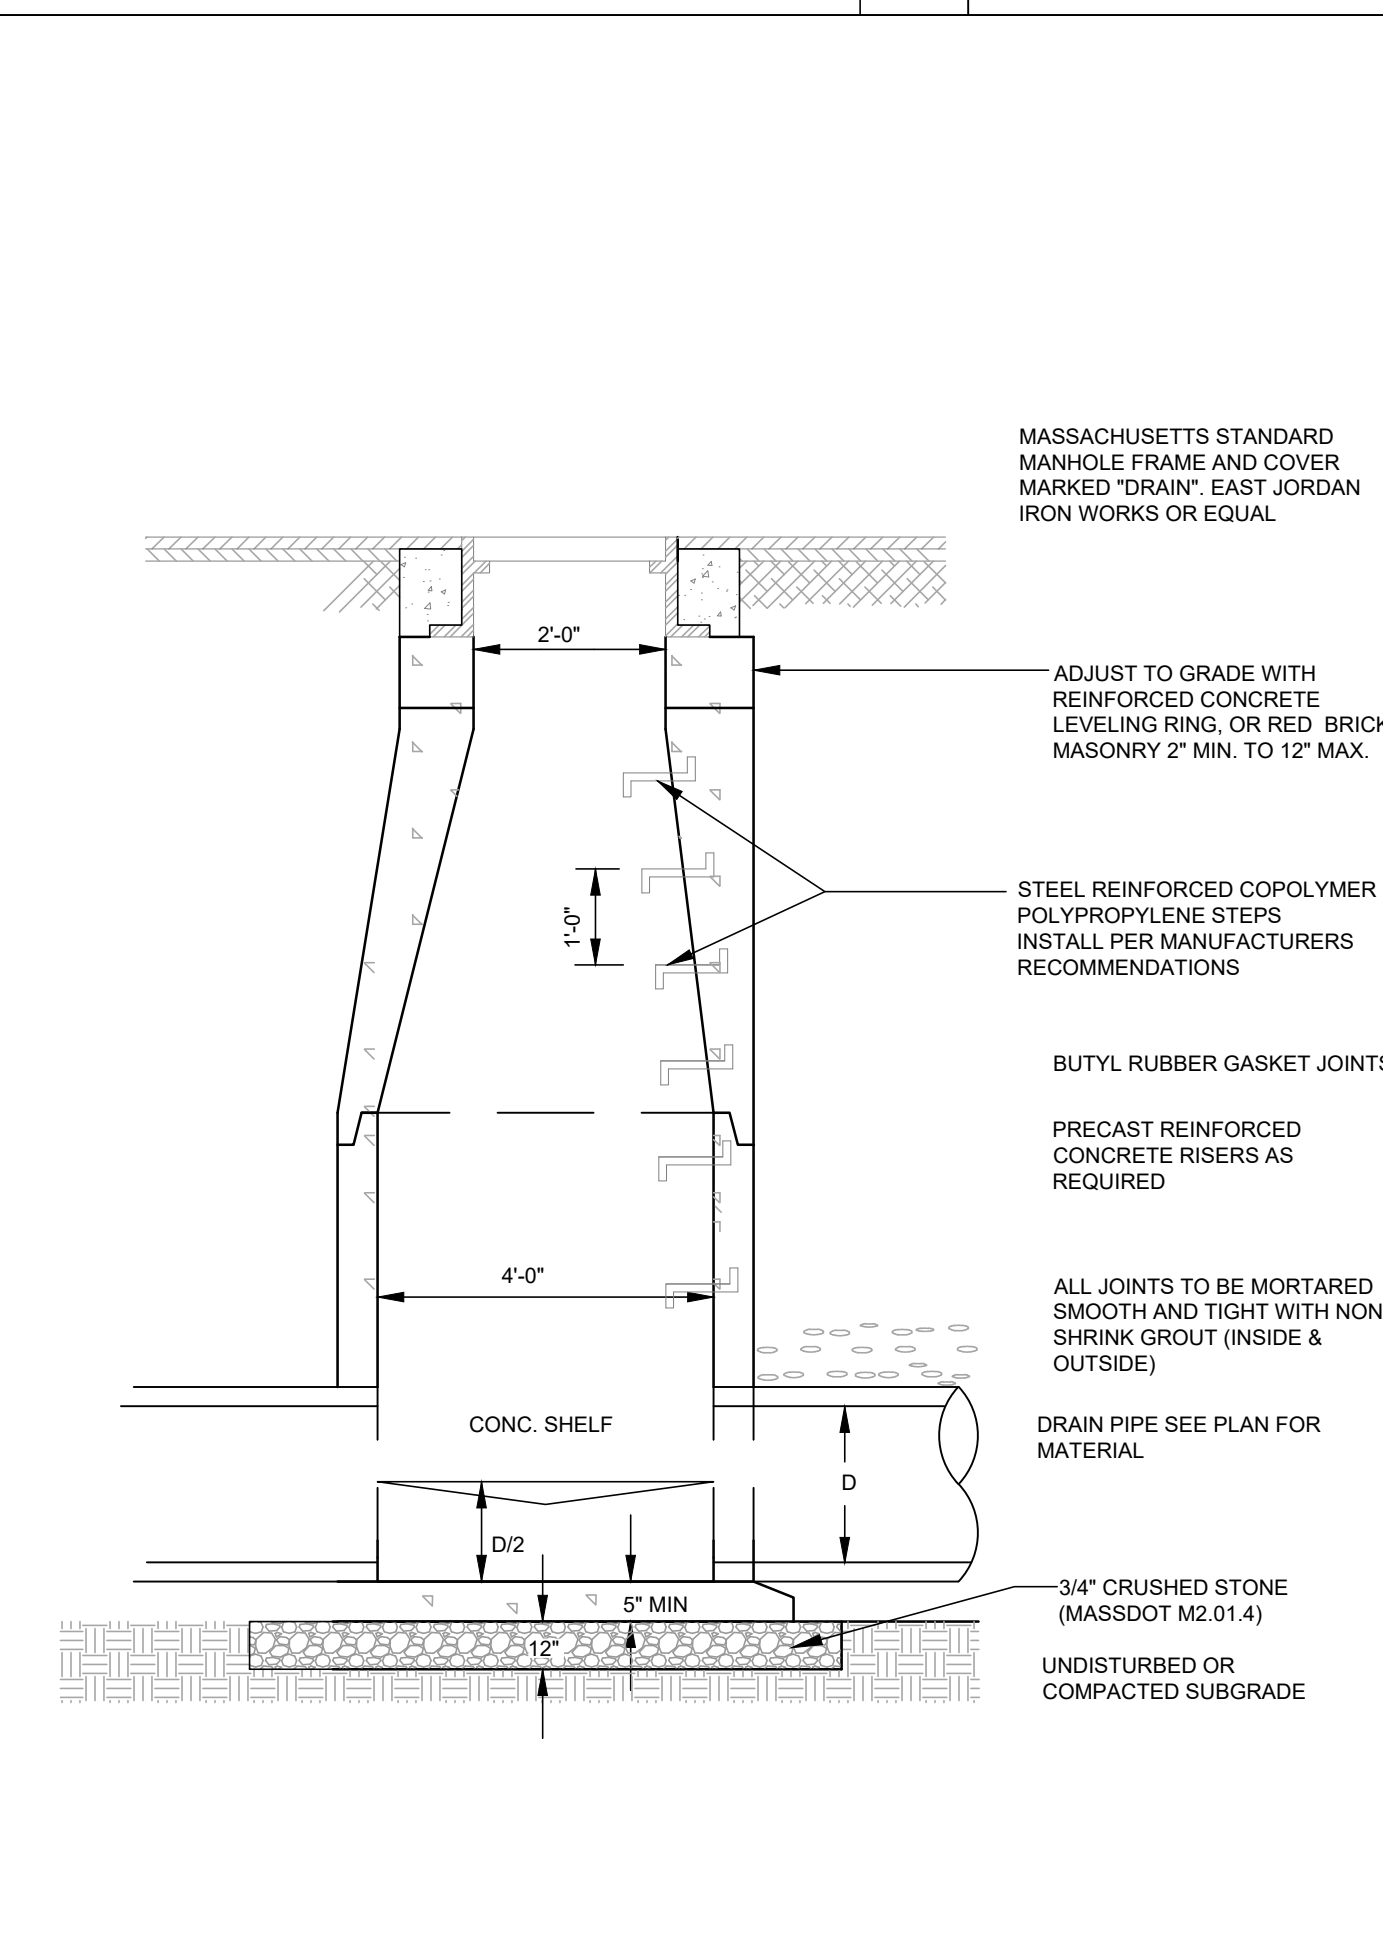 MASSACHUSETTS STANDARD
MANHOLE FRAME AND COVER
MARKED "DRAIN". EAST JORDAN
IRON WORKS OR EQUAL
2'-0"
ADJUST TO GRADE WITH
REINFORCED CONCRETE
LEVELING RING, OR RED BRICK
MASONRY 2" MIN. TO 12" MAX.
1'-0"
STEEL REINFORCED COPOLYMER
POLYPROPYLENE STEPS
INSTALL PER MANUFACTURERS
RECOMMENDATIONS
BUTYL RUBBER GASKET JOINTS
PRECAST REINFORCED
CONCRETE RISERS AS
REQUIRED
4'-0"
ALL JOINTS TO BE MORTARED
SMOOTH AND TIGHT WITH NON
SHRINK GROUT (INSIDE &
OUTSIDE)
CONC. SHELF
DRAIN PIPE SEE PLAN FOR
MATERIAL
D
D/2
5" MIN
12"
3/4" CRUSHED STONE
(MASSDOT M2.01.4)
UNDISTURBED OR
COMPACTED SUBGRADE